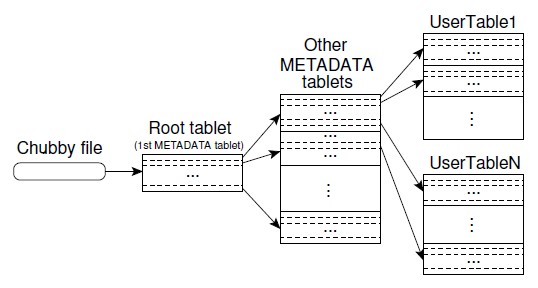 UserTable1
Other
METADATA
tablets
Root tablet
(1st METADATA tablet)
Chubby file
UserTableN
...
...
...
...
...
⋮
...
...
...
⋮
...
⋮
...